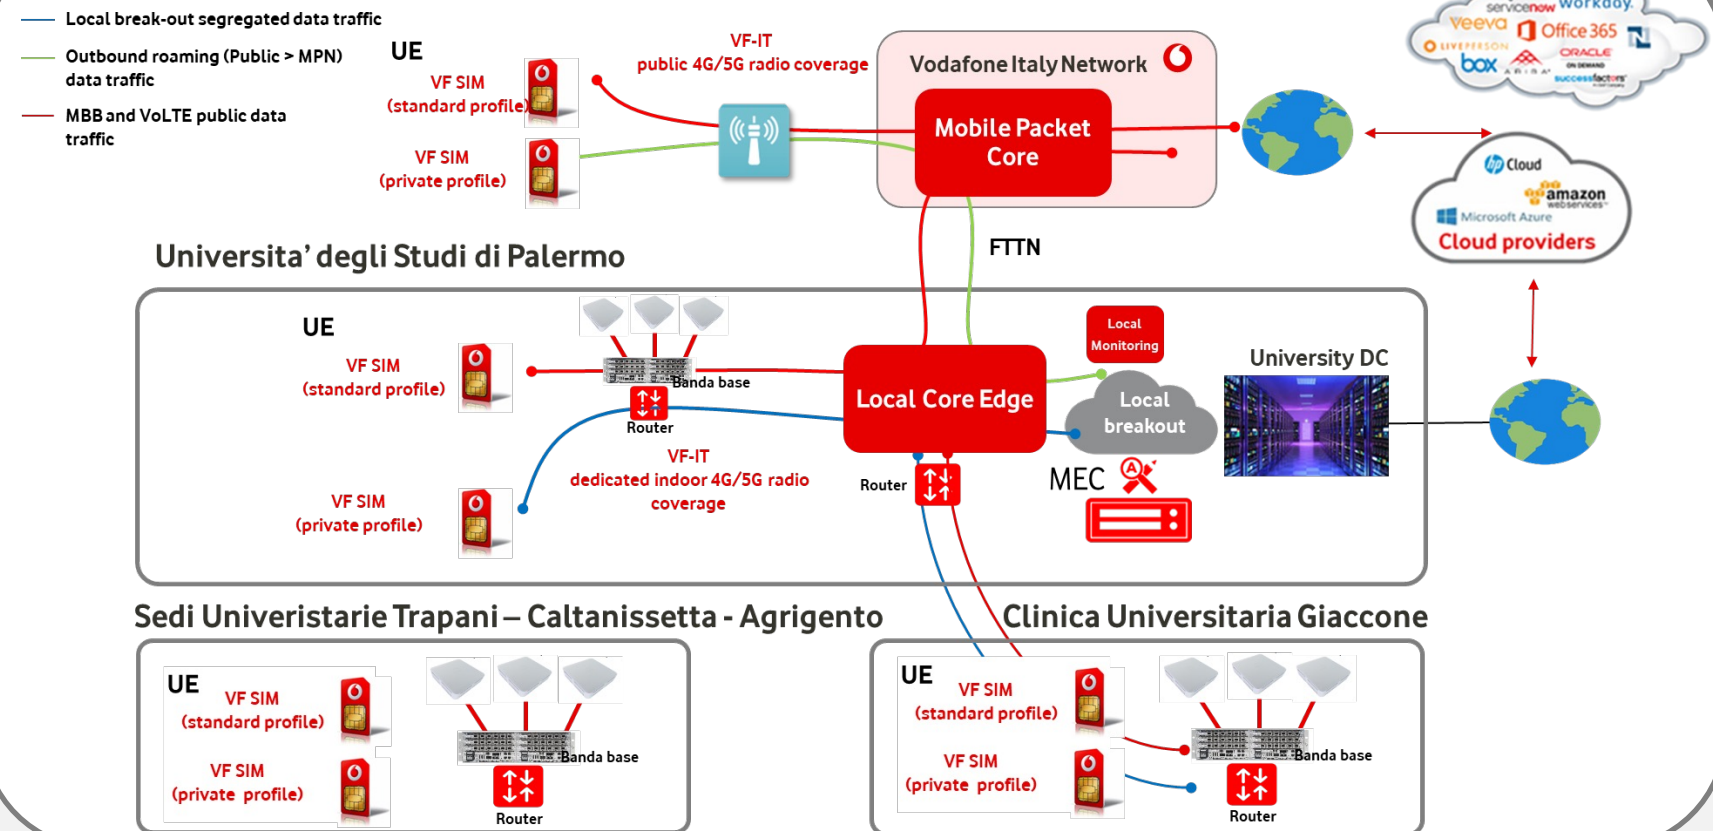 Local break-out segregated data traffic
Outbound roaming (Public > MPN)
data traffic
MBB and VoLTE public data
traffic
UE
VF SIM
(standard profile)
VF SIM
(private profile)
VF-IT
public 4G/5G radio coverage
Vodafone Italy Network
Mobile Packet
Core
FTTN
servicenow workday.
veeva Office 365 N
LIVEPERSON
ORACLE
ON DEMAND
box ARIBA
successfactors
hp Cloud
amazon
webservices
Microsoft Azure
Cloud providers
Universita’ degli Studi di Palermo
UE
VF SIM
(standard profile)
Banda base
Router
VF SIM
(private profile)
VF-IT
dedicated indoor 4G/5G radio
coverage
Local Core Edge
Router
Local
Monitoring
Local
breakout
MEC
A
University DC
Sedi Univeristarie Trapani – Caltanissetta - Agrigento
UE
VF SIM
(standard profile)
VF SIM
(private profile)
Banda base
Router
Clinica Universitaria Giaccone
UE
VF SIM
(standard profile)
VF SIM
(private profile)
Banda base
Router